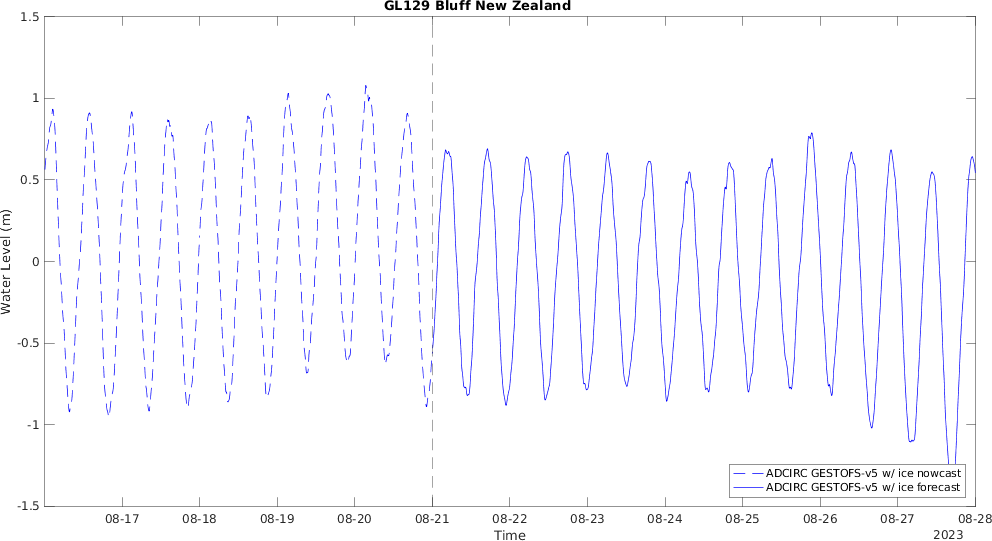 GL129 Bluff New Zealand
1.5
1
0.5
0
-0.5
-1
-1.5
Water Level (m)
ADCIRC GESTOFS-v5 w/ ice nowcast
ADCIRC GESTOFS-v5 w/ ice forecast
08-17 08-18 08-19 08-20 08-21 08-22 08-23 08-24 08-25 08-26 08-27 08-28
Time
2023